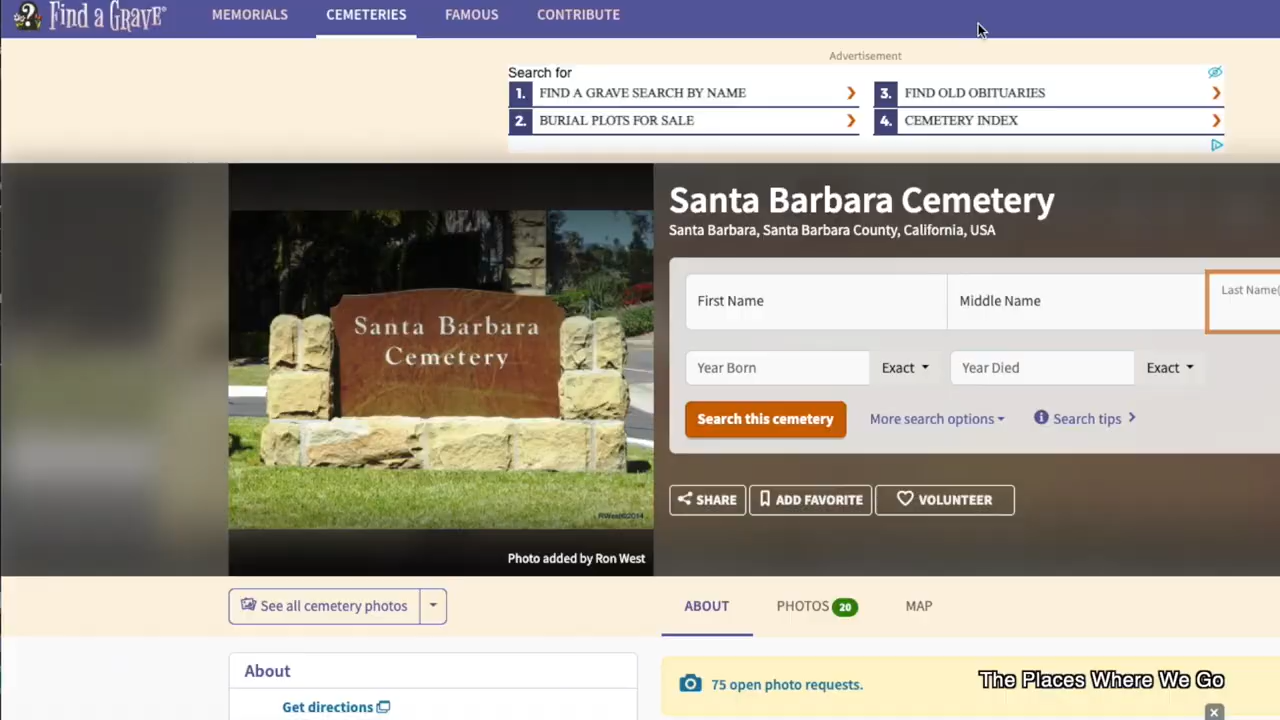 Find a Grave®
MEMORIALS
CEMETERIES
FAMOUS
CONTRIBUTE
Advertisement
Search for
1. FIND A GRAVE SEARCH BY NAME
2. BURIAL PLOTS FOR SALE
3. FIND OLD OBITUARIES
4. CEMETERY INDEX
Santa Barbara
Cemetery
RWest©2014
Photo added by Ron West
Santa Barbara Cemetery
Santa Barbara, Santa Barbara County, California, USA
First Name
Middle Name
Last Name(
Year Born
Exact
Year Died
Exact
Search this cemetery
More search options
Search tips
SHARE
ADD FAVORITE
VOLUNTEER
See all cemetery photos
ABOUT
PHOTOS 20
MAP
About
Get directions
75 open photo requests.
The Places Where We Go